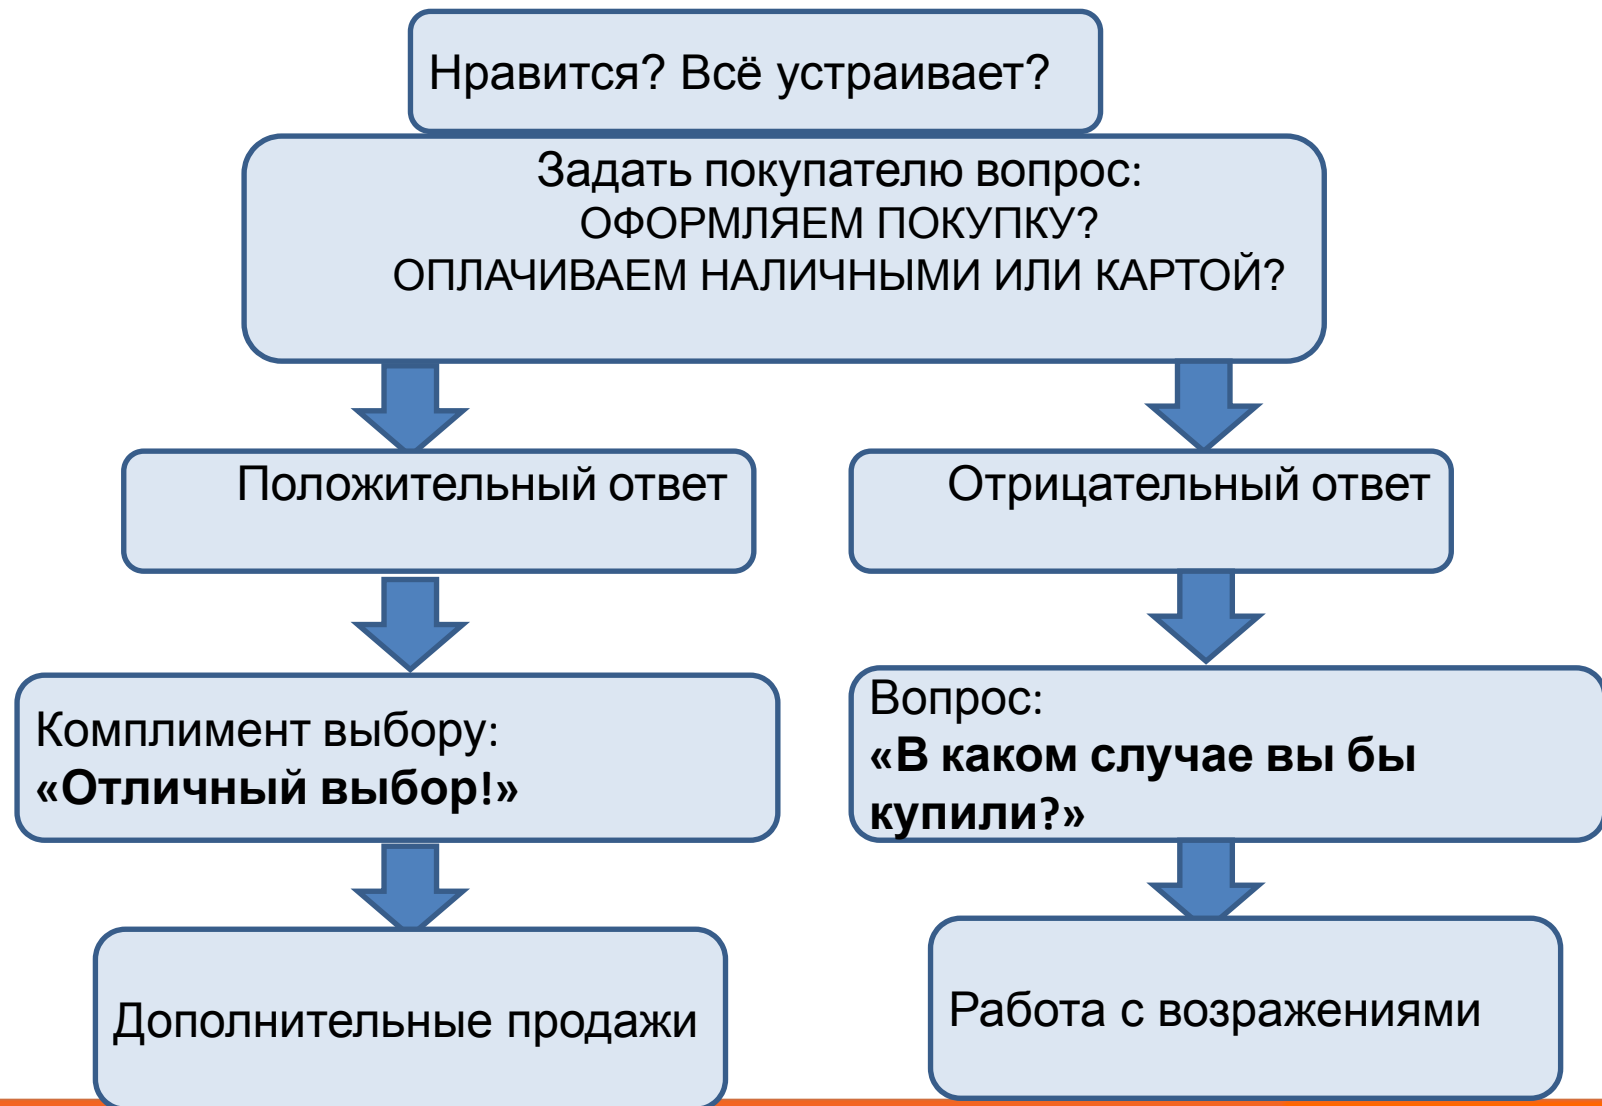 Нравится? Всё устраивает?
Задать покупателю вопрос:
ОФОРМЛЯЕМ ПОКУПКУ?
ОПЛАЧИВАЕМ НАЛИЧНЫМИ ИЛИ КАРТОЙ?
Положительный ответ
Отрицательный ответ
Комплимент выбору:
«Отличный выбор!»
Вопрос:
«В каком случае вы бы
купили?»
Дополнительные продажи
Работа с возражениями